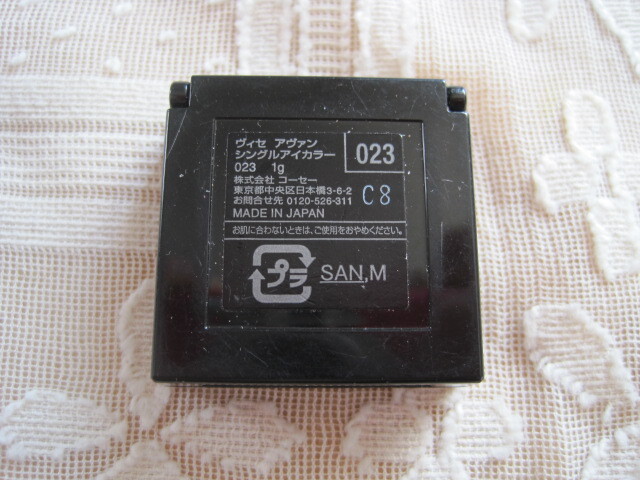 ヴィセ アヴァン
シングルアイカラー
023 1g
023
株式会社 コーセー
東京都中央区日本橋3-6-2
お問合せ先 0120-526-311
C8
MADE IN JAPAN
お肌に合わないときは、ご使用をおやめください。
プラ
SAN,M